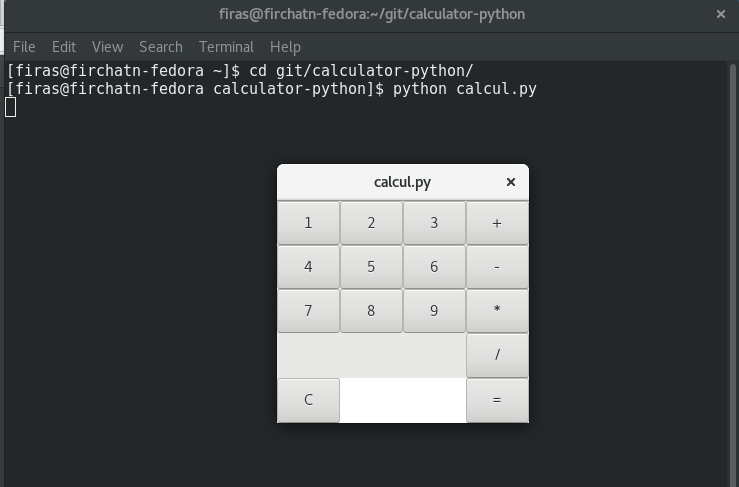 firas@firchatn-fedora:~/git/calculator-python ×
File Edit View Search Terminal Help
[firas@firchatn-fedora ~]$ cd git/calculator-python/
[firas@firchatn-fedora calculator-python]$ python calcul.py
calcul.py ×
1 2 3 +
4 5 6 -
7 8 9 *
/
C =